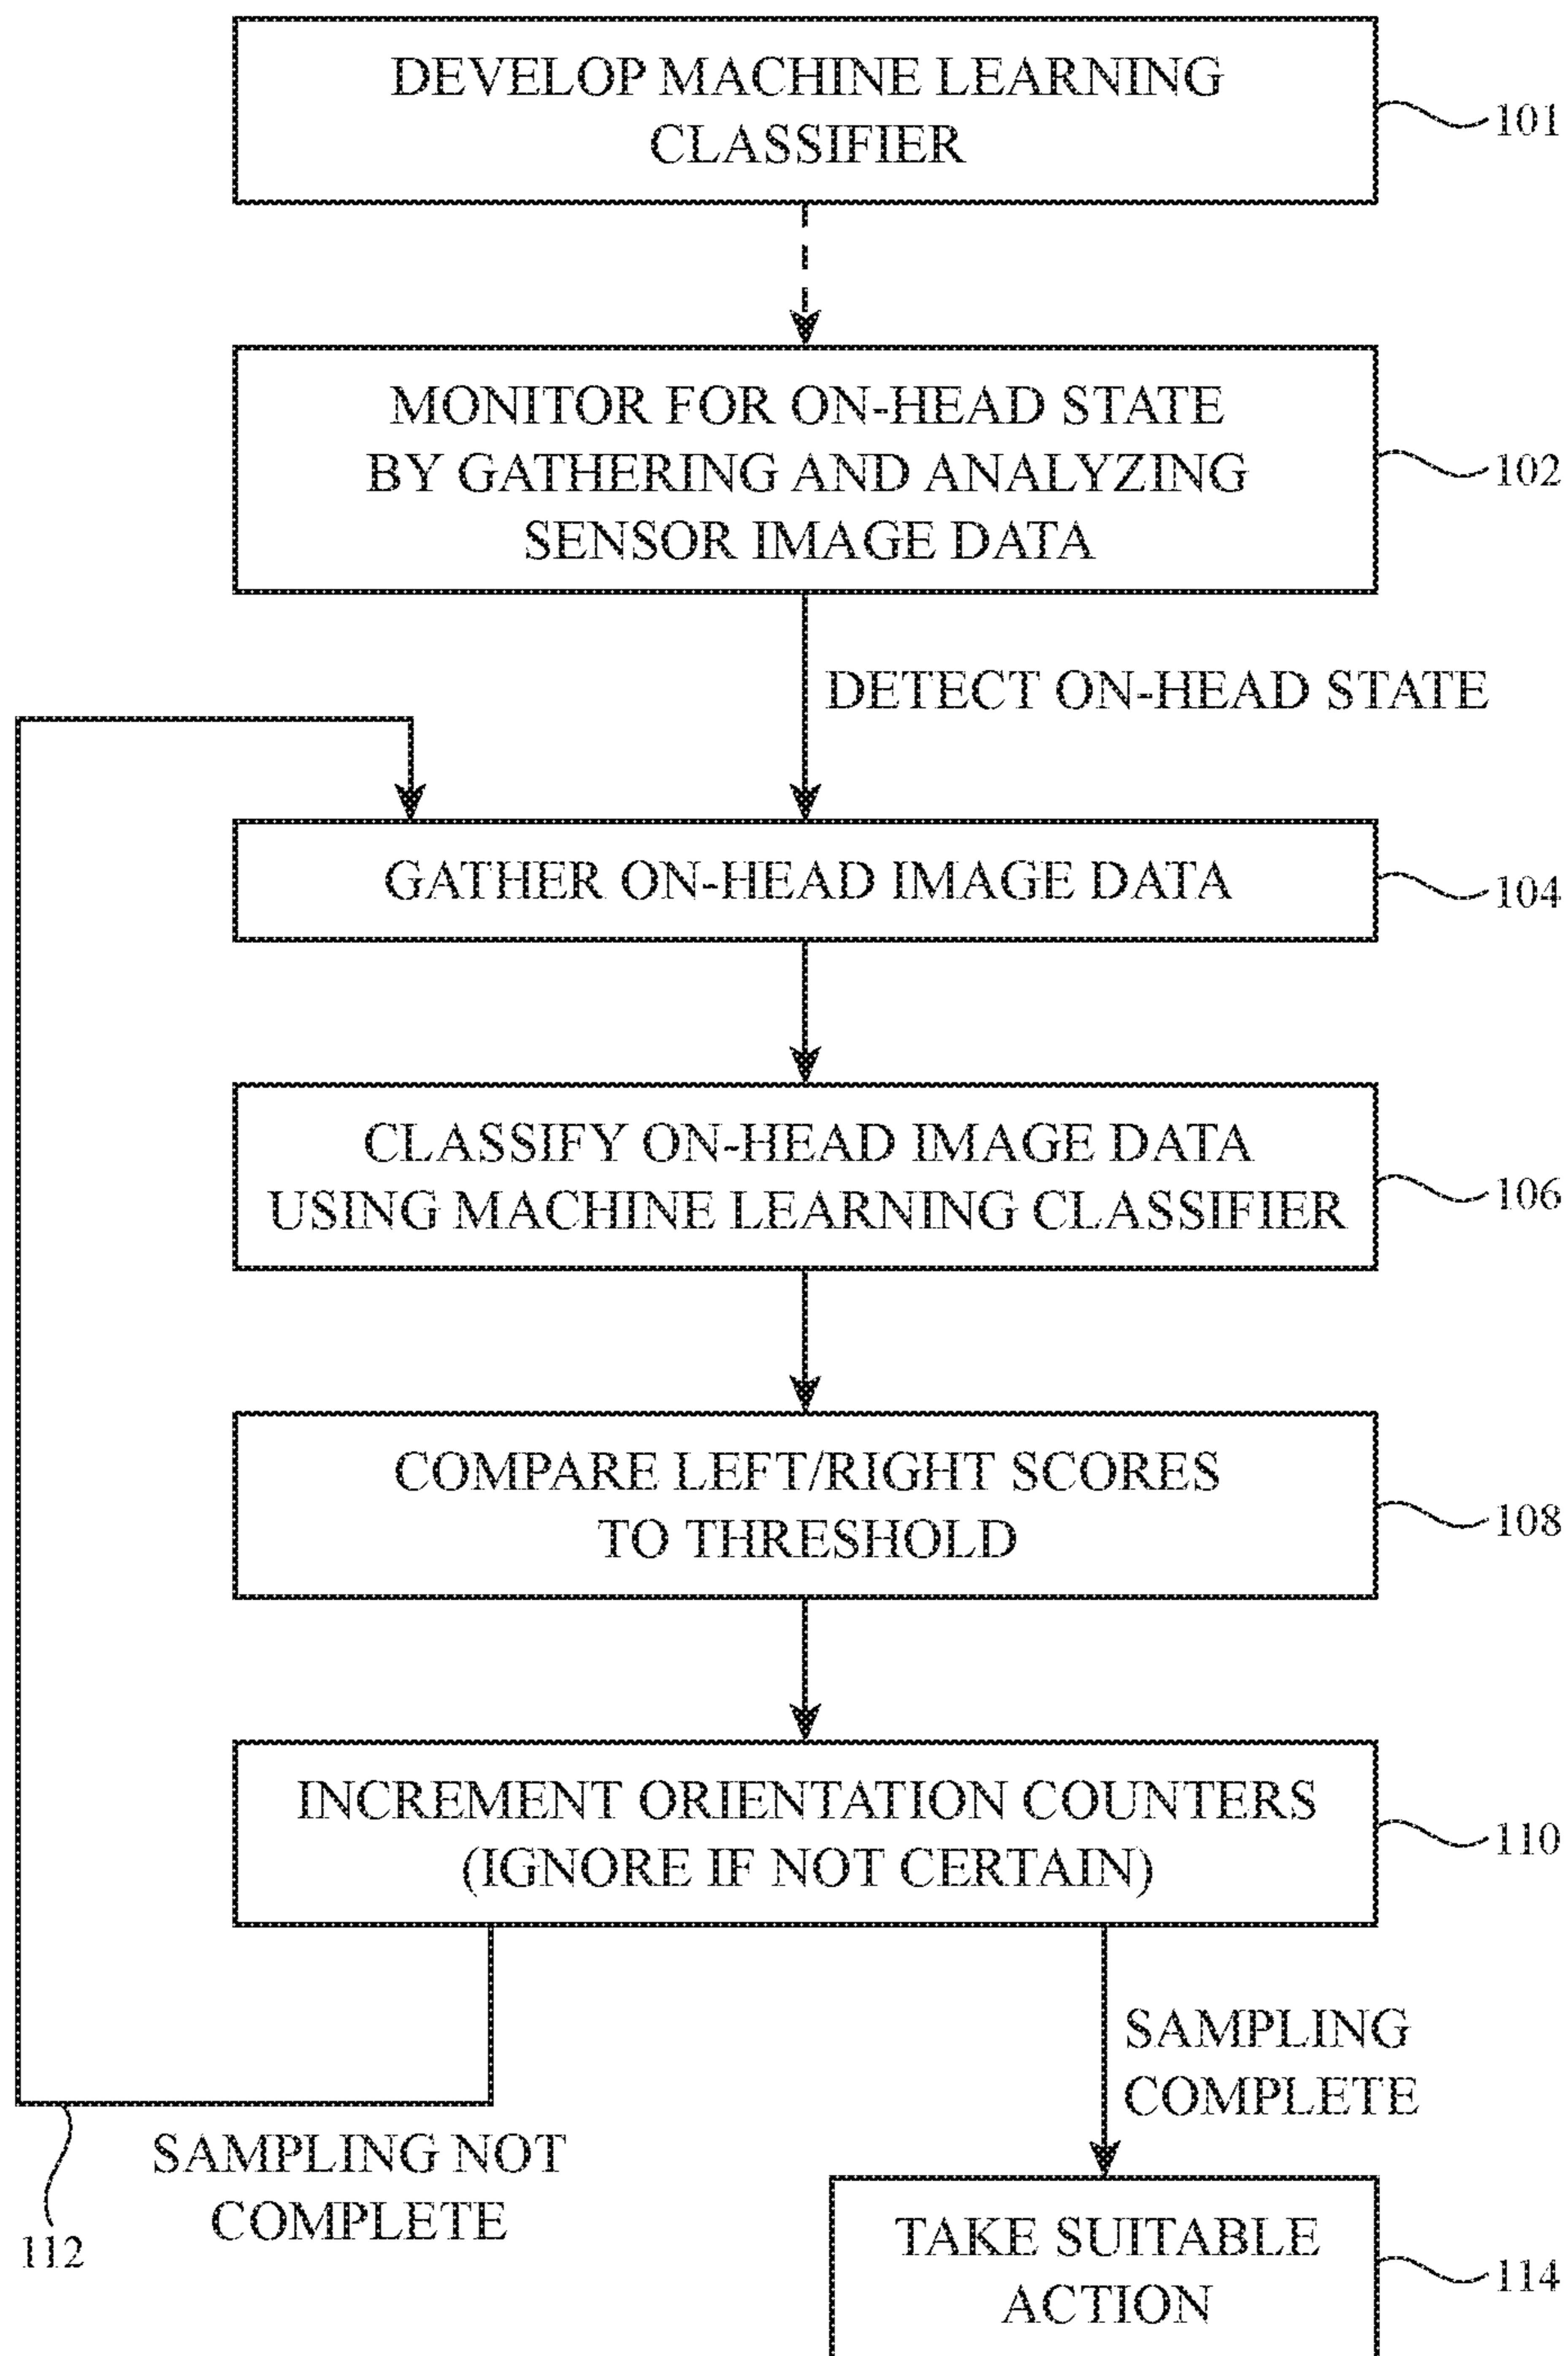 DEVELOP MACHINE LEARNING
CLASSIFIER
101
MONITOR FOR ON-HEAD STATE
BY GATHERING AND ANALYZING
SENSOR IMAGE DATA
102
DETECT ON-HEAD STATE
GATHER ON-HEAD IMAGE DATA
104
CLASSIFY ON-HEAD IMAGE DATA
USING MACHINE LEARNING CLASSIFIER
106
COMPARE LEFT/RIGHT SCORES
TO THRESHOLD
108
INCREMENT ORIENTATION COUNTERS
(IGNORE IF NOT CERTAIN)
110
SAMPLING
COMPLETE
SAMPLING NOT
COMPLETE
112
TAKE SUITABLE
ACTION
114